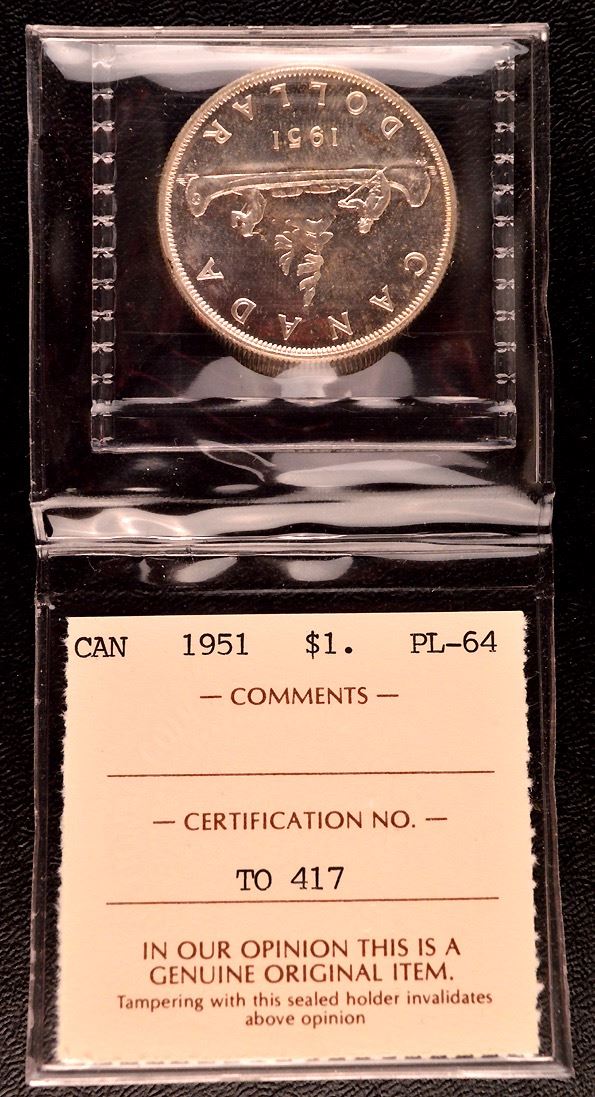 CANADA
1951
DOLLAR
CAN 1951 $1. PL-64
— COMMENTS —
— CERTIFICATION NO. —
TO 417
IN OUR OPINION THIS IS A
GENUINE ORIGINAL ITEM.
Tampering with this sealed holder invalidates
above opinion